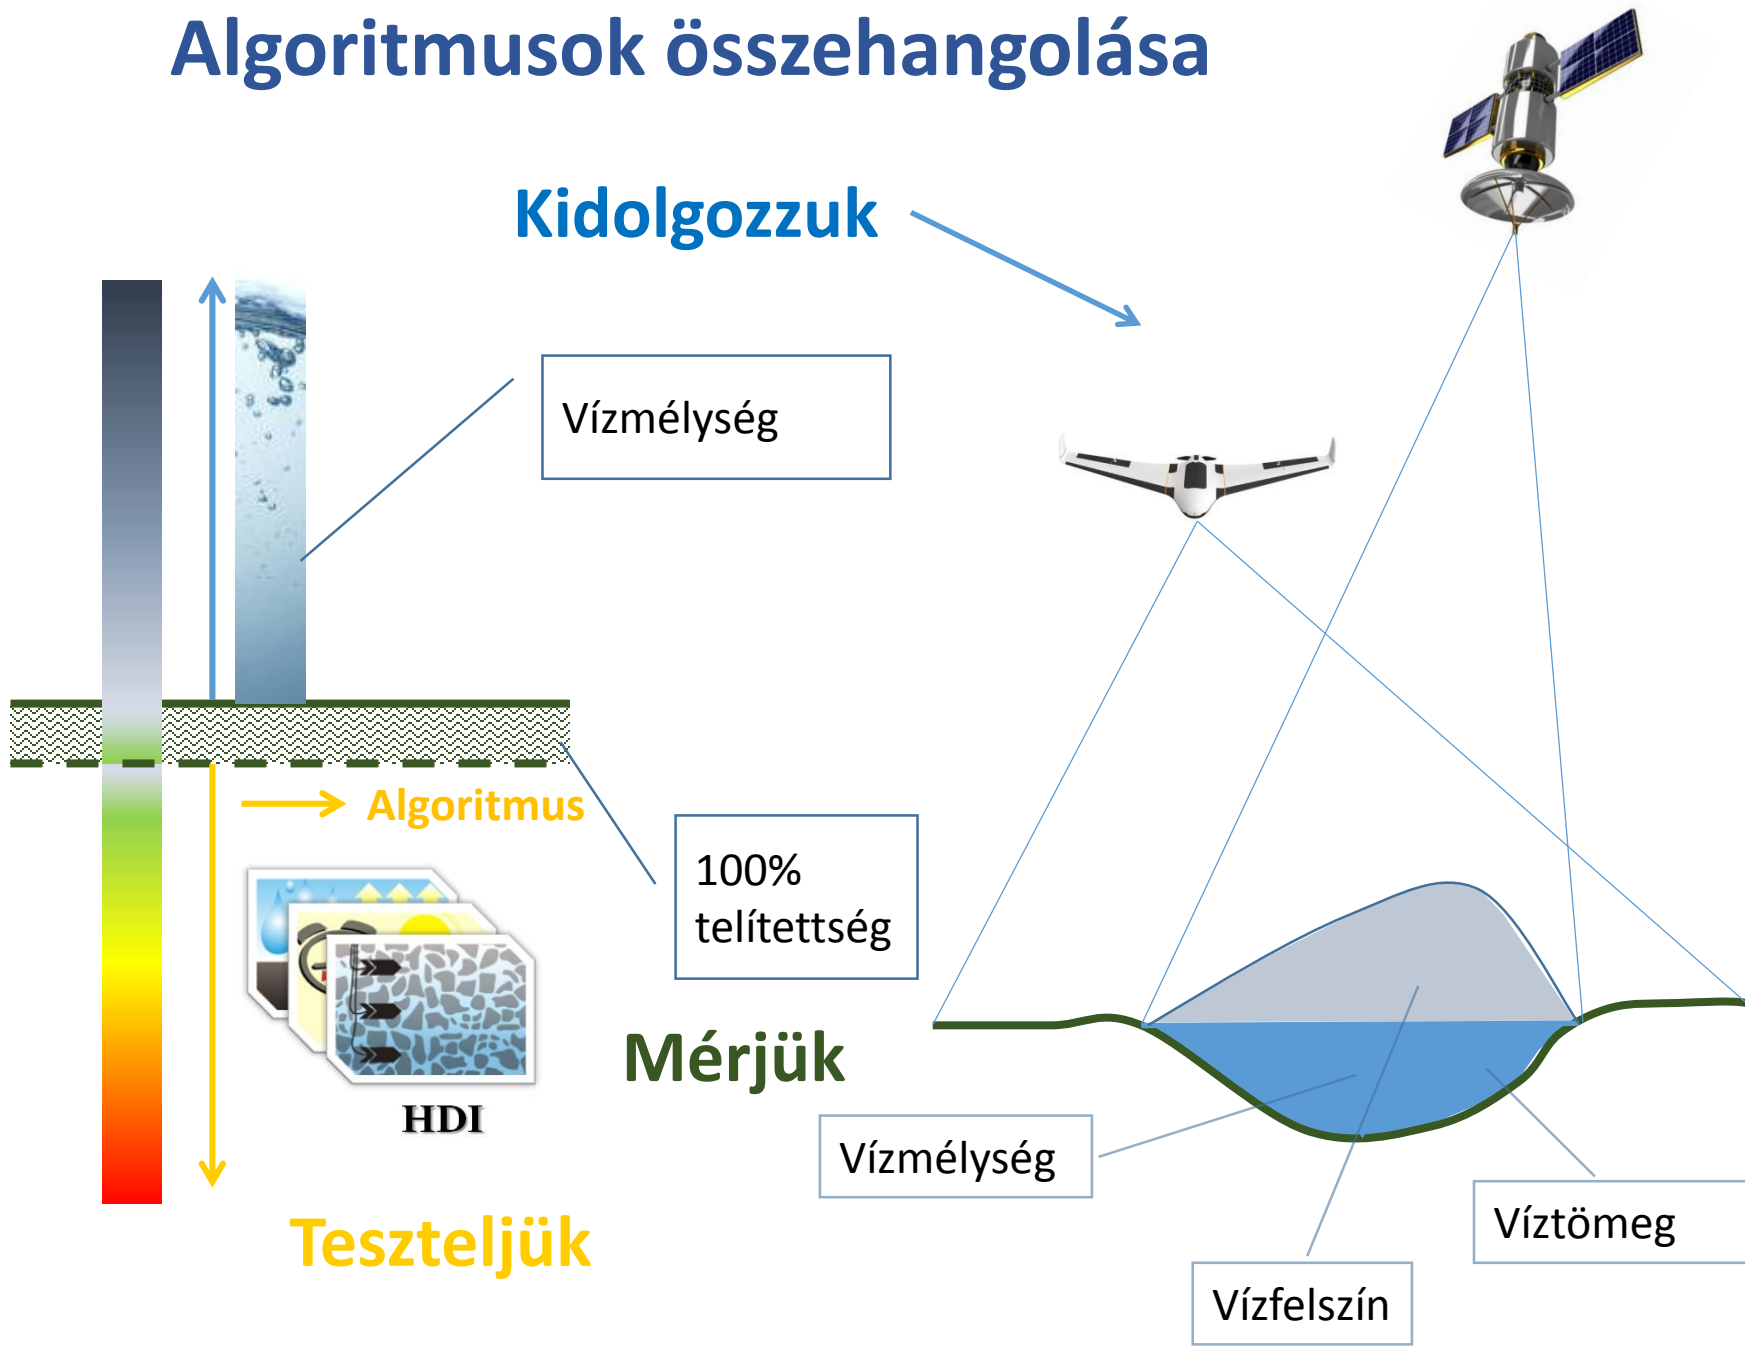 Algoritmusok összehangolása
Kidolgozzuk
Vízmélység
Algoritmus
100%
telítettség
HDI
Mérjük
Teszteljük
Vízmélység
Víztömeg
Vízfelszín